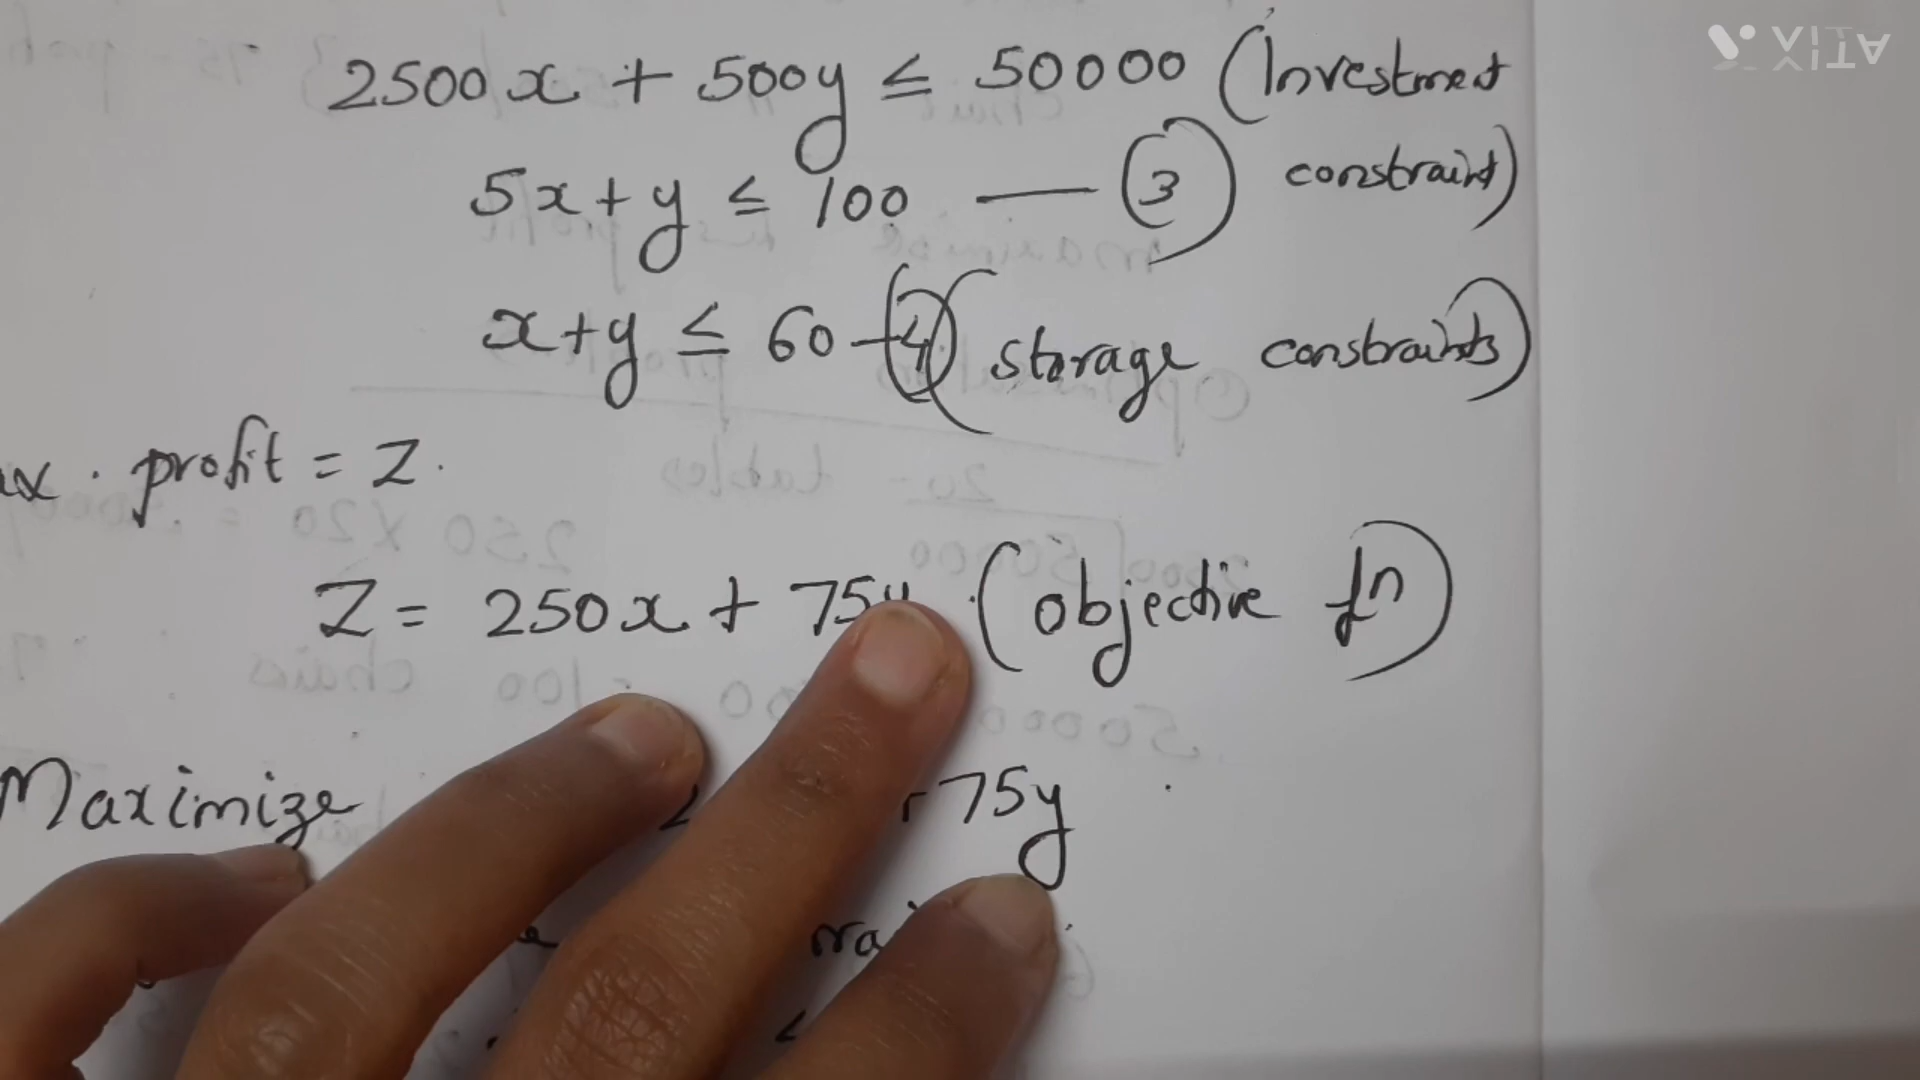 2500x + 500y ≤ 50000 (Investment
5x + y ≤ 100 — ③ constraint)
x + y ≤ 60 — ④ (storage constraints)
profit = Z.
Z = 250x + 75y . (objective fn)
Maximize + 75y
≤